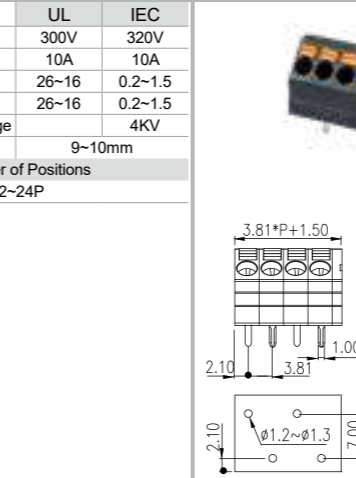 UL IEC
300V 320V
10A 10A
26~16 0.2~1.5
26~16 0.2~1.5
4KV
9~10mm
of Positions
2~24P
3.81*P+1.50
1.00
2.10 3.81
2.10
ø1.2~ø1.3
7.00